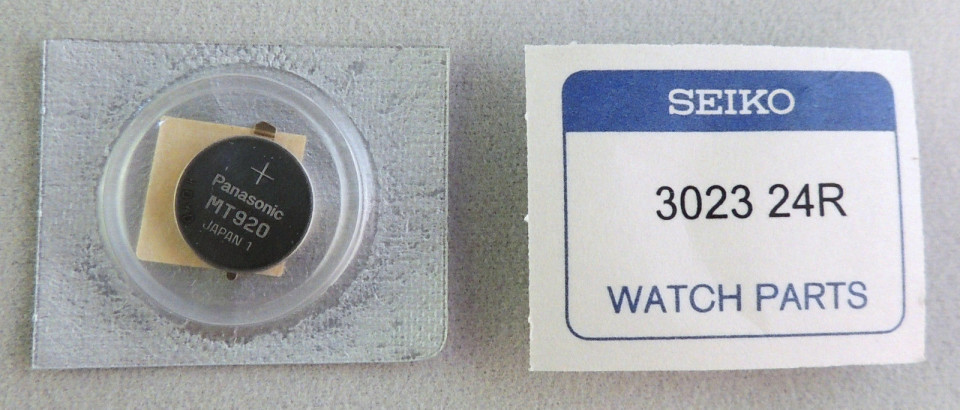 +
Panasonic
MT920
JAPAN 1
SEIKO
3023 24R
WATCH PARTS